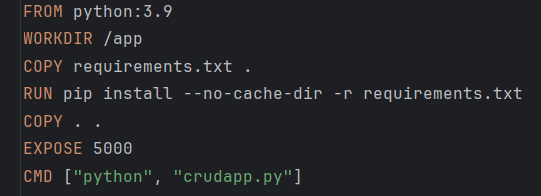 FROM python:3.9
WORKDIR /app
COPY requirements.txt .
RUN pip install --no-cache-dir -r requirements.txt
COPY . .
EXPOSE 5000
CMD ["python", "crudapp.py"]